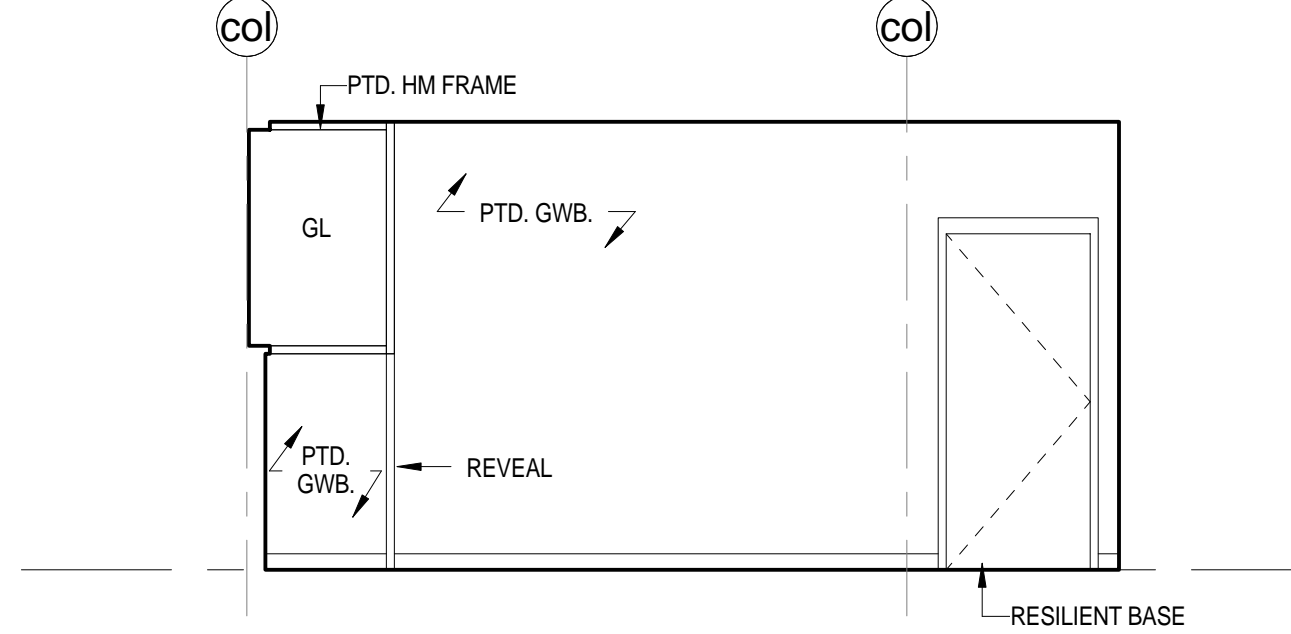 col
col
PTD. HM FRAME
PTD. GWB.
GL
PTD.
GWB.
REVEAL
RESILIENT BASE